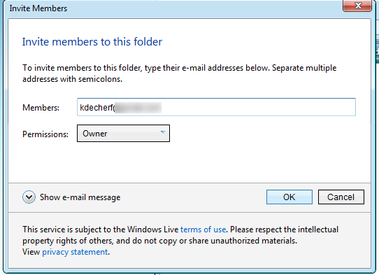 Invite Members
Invite members to this folder
To invite members to this folder, type their e-mail addresses below. Separate multiple
addresses with semicolons.
Members: kdecherf
Permissions: Owner
Show e-mail message OK Cancel
This service is subject to the Windows Live terms of use. Please respect the intellectual
property rights of others, and do not copy or share unauthorized materials.
View privacy statement.